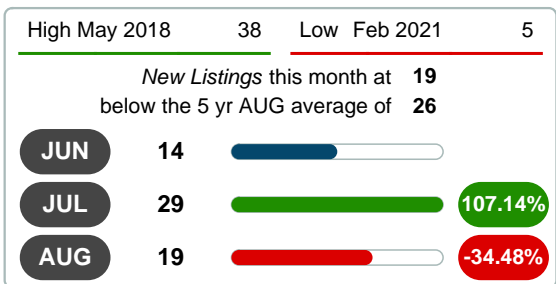 High May 2018 38 Low Feb 2021 5
New Listings this month at 19
below the 5 yr AUG average of 26
JUN 14
JUL 29 107.14%
AUG 19 -34.48%